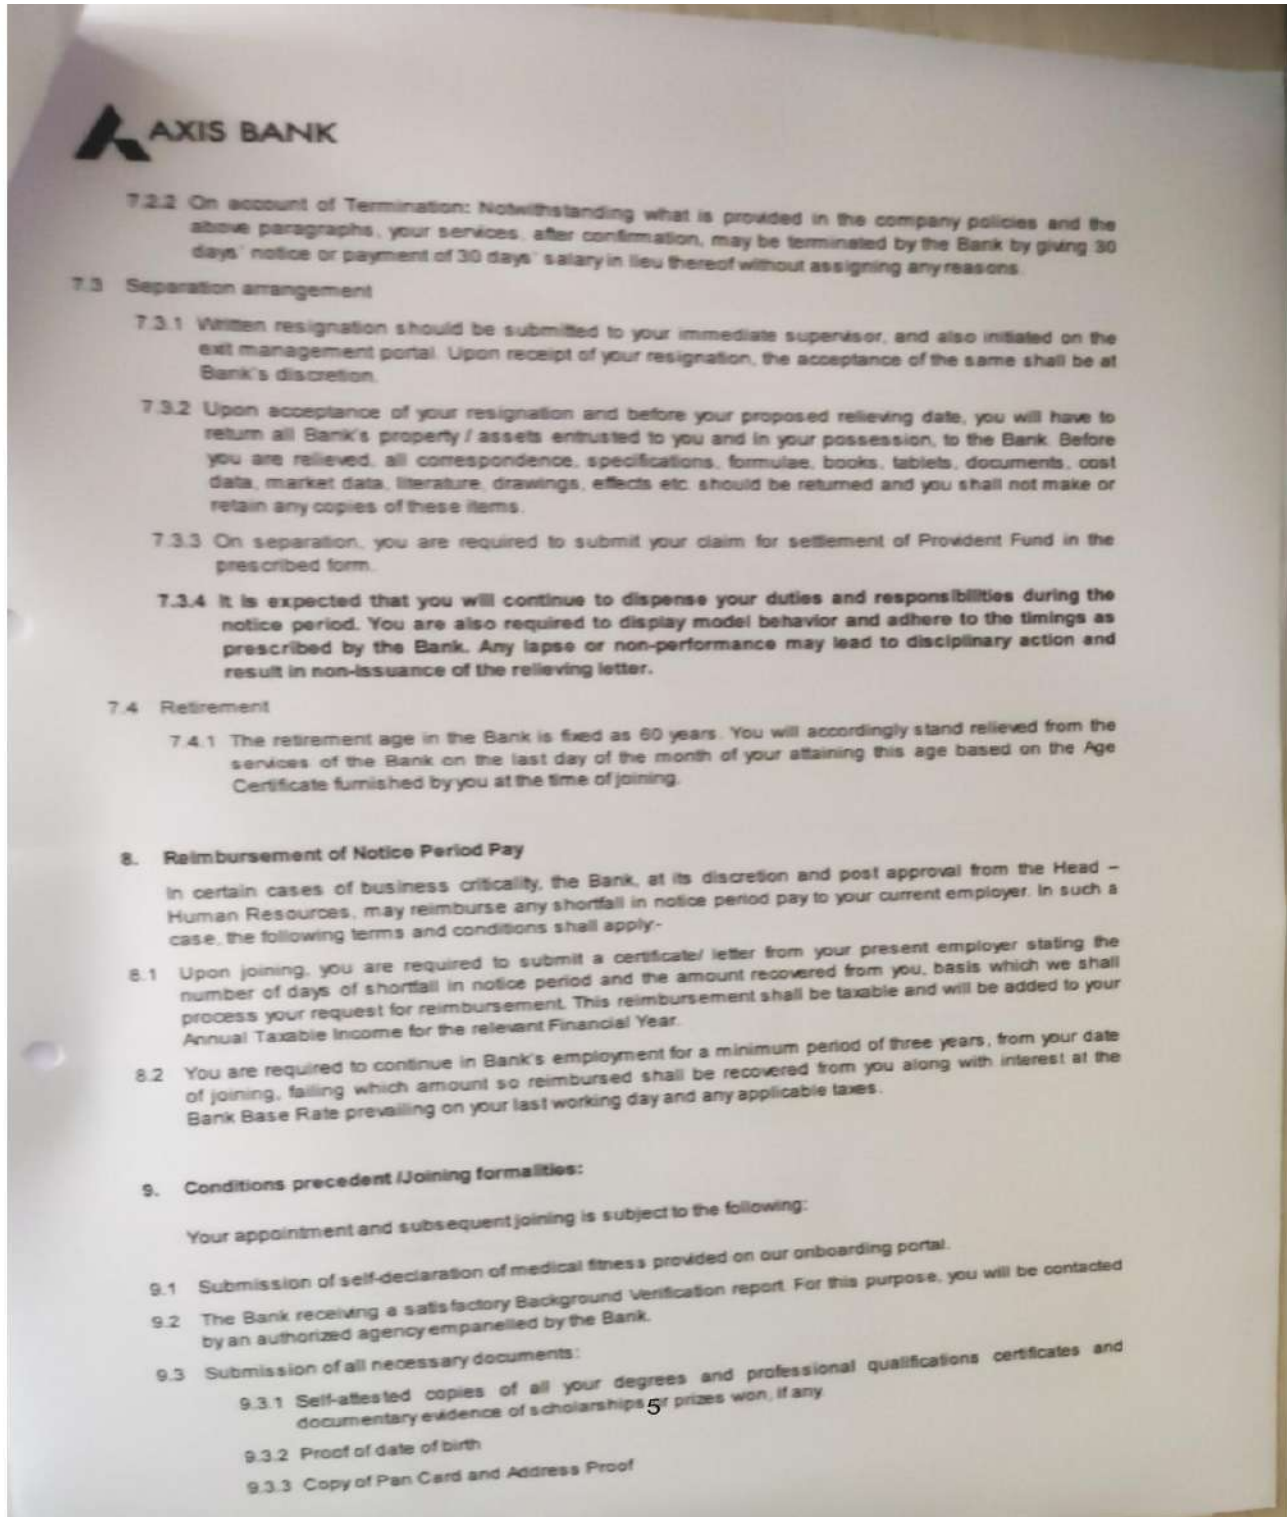 AXIS BANK
7.2.2 On account of Termination: Notwithstanding what is provided in the company policies and the
above paragraphs, your services, after confirmation, may be terminated by the Bank by giving 30
days' notice or payment of 30 days' salary in lieu thereof without assigning any reasons.
7.3 Separation arrangement
7.3.1 Written resignation should be submitted to your immediate supervisor, and also initiated on the
exit management portal. Upon receipt of your resignation, the acceptance of the same shall be at
Bank's discretion.
7.3.2 Upon acceptance of your resignation and before your proposed relieving date, you will have to
return all Bank's property / assets entrusted to you and in your possession, to the Bank. Before
you are relieved, all correspondence, specifications, formulae, books, tablets, documents, cost
data, market data, literature, drawings, effects etc. should be returned and you shall not make or
retain any copies of these items.
7.3.3 On separation, you are required to submit your claim for settlement of Provident Fund in the
prescribed form.
7.3.4 It is expected that you will continue to dispense your duties and responsibilities during the
notice period. You are also required to display model behavior and adhere to the timings as
prescribed by the Bank. Any lapse or non-performance may lead to disciplinary action and
result in non-issuance of the relieving letter.
7.4 Retirement
7.4.1 The retirement age in the Bank is fixed as 60 years. You will accordingly stand relieved from the
services of the Bank on the last day of the month of your attaining this age based on the Age
Certificate furnished by you at the time of joining.
8. Reimbursement of Notice Period Pay
In certain cases of business criticality, the Bank, at its discretion and post approval from the Head –
Human Resources, may reimburse any shortfall in notice period pay to your current employer. In such a
case, the following terms and conditions shall apply:-
8.1 Upon joining, you are required to submit a certificate/ letter from your present employer stating the
number of days of shortfall in notice period and the amount recovered from you, basis which we shall
process your request for reimbursement. This reimbursement shall be taxable and will be added to your
Annual Taxable Income for the relevant Financial Year.
8.2 You are required to continue in Bank's employment for a minimum period of three years, from your date
of joining, failing which amount so reimbursed shall be recovered from you along with interest at the
Bank Base Rate prevailing on your last working day and any applicable taxes.
9. Conditions precedent /Joining formalities:
Your appointment and subsequent joining is subject to the following:
9.1 Submission of self-declaration of medical fitness provided on our onboarding portal.
9.2 The Bank receiving a satisfactory Background Verification report. For this purpose, you will be contacted
by an authorized agency empanelled by the Bank.
9.3 Submission of all necessary documents:
9.3.1 Self-attested copies of all your degrees and professional qualifications certificates and
documentary evidence of scholarships or prizes won, if any
5
9.3.2 Proof of date of birth
9.3.3 Copy of Pan Card and Address Proof